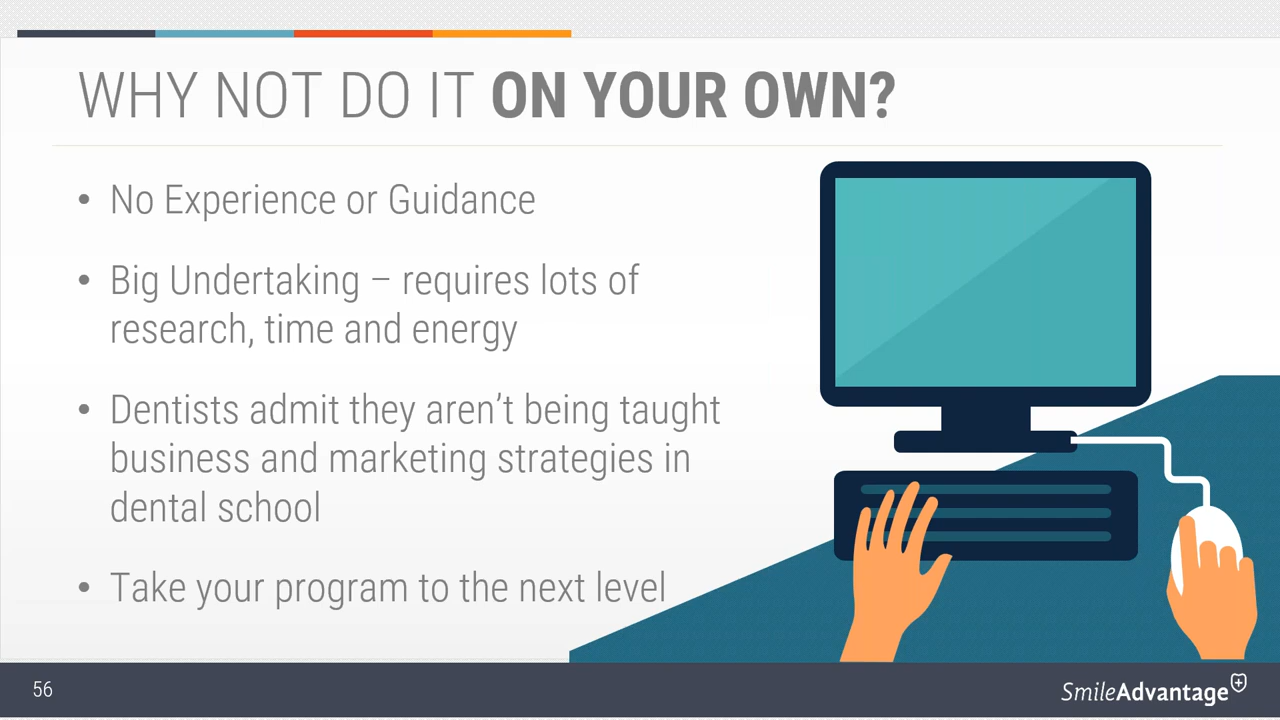 WHY NOT DO IT ON YOUR OWN?
• No Experience or Guidance
• Big Undertaking – requires lots of
research, time and energy
• Dentists admit they aren’t being taught
business and marketing strategies in
dental school
• Take your program to the next level
56
SmileAdvantage